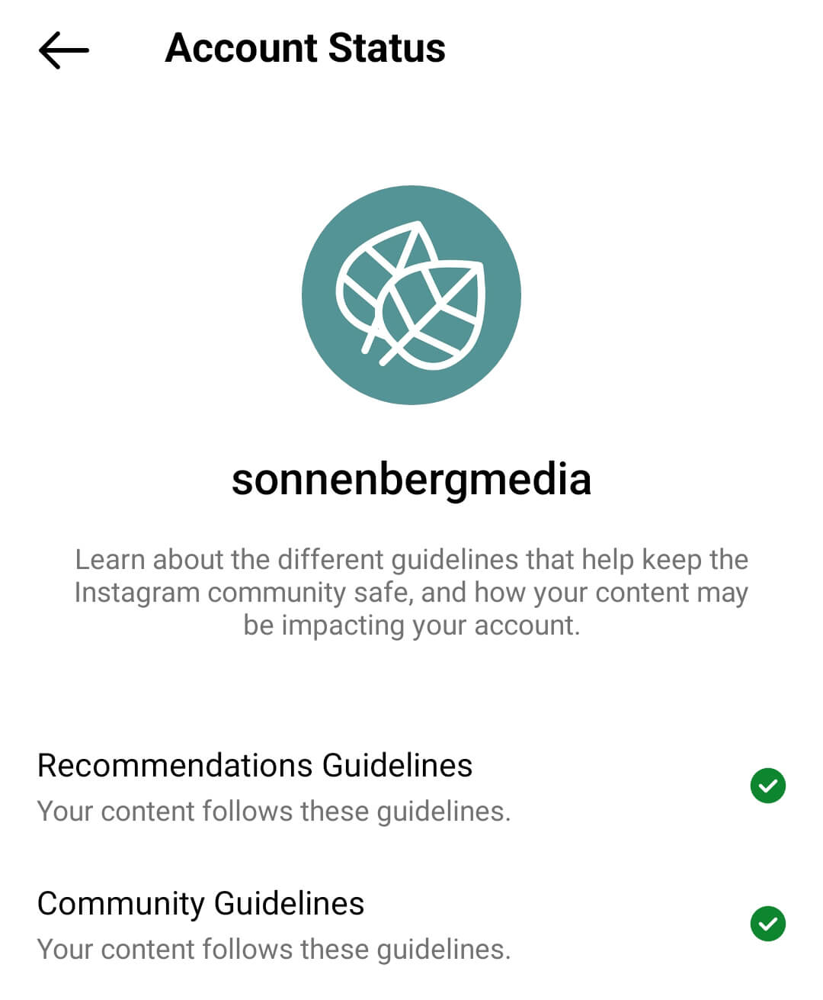 Account Status
sonnenbergmedia
Learn about the different guidelines that help keep the
Instagram community safe, and how your content may
be impacting your account.
Recommendations Guidelines
Your content follows these guidelines.
Community Guidelines
Your content follows these guidelines.